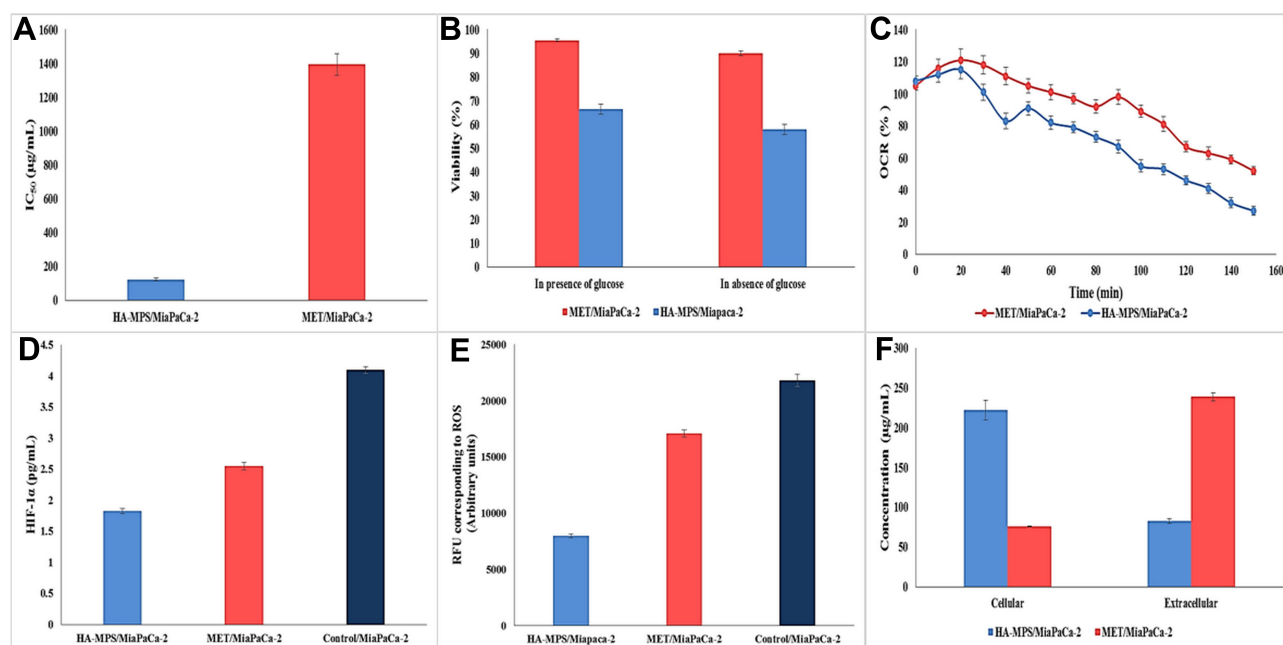 A
IC50 (µg/mL)
1600
1400
1200
1000
800
600
400
200
0
HA-MPS/MiaPaCa-2 MET/MiaPaCa-2
B
Viability (%)
100
90
80
70
60
50
40
30
20
10
0
In presence of glucose In absence of glucose
MET/MiaPaCa-2 HA-MPS/Miapaca-2
C
OCR (% )
140
120
100
80
60
40
20
0
0 20 40 60 80 100 120 140 160
Time (min)
MET/MiaPaCa-2 HA-MPS/MiaPaCa-2
D
HIF-1α (pg/mL)
4.5
4
3.5
3
2.5
2
1.5
1
0.5
0
HA-MPS/MiaPaCa-2 MET/MiaPaCa-2 Control/MiaPaCa-2
E
RFU corresponding to ROS
(Arbitrary units)
25000
20000
15000
10000
5000
0
HA-MPS/Miapaca-2 MET/MiaPaCa-2 Control/MiaPaCa-2
F
Concentration (µg/mL)
300
250
200
150
100
50
0
Cellular Extracellular
HA-MPS/MiaPaCa-2 MET/MiaPaCa-2